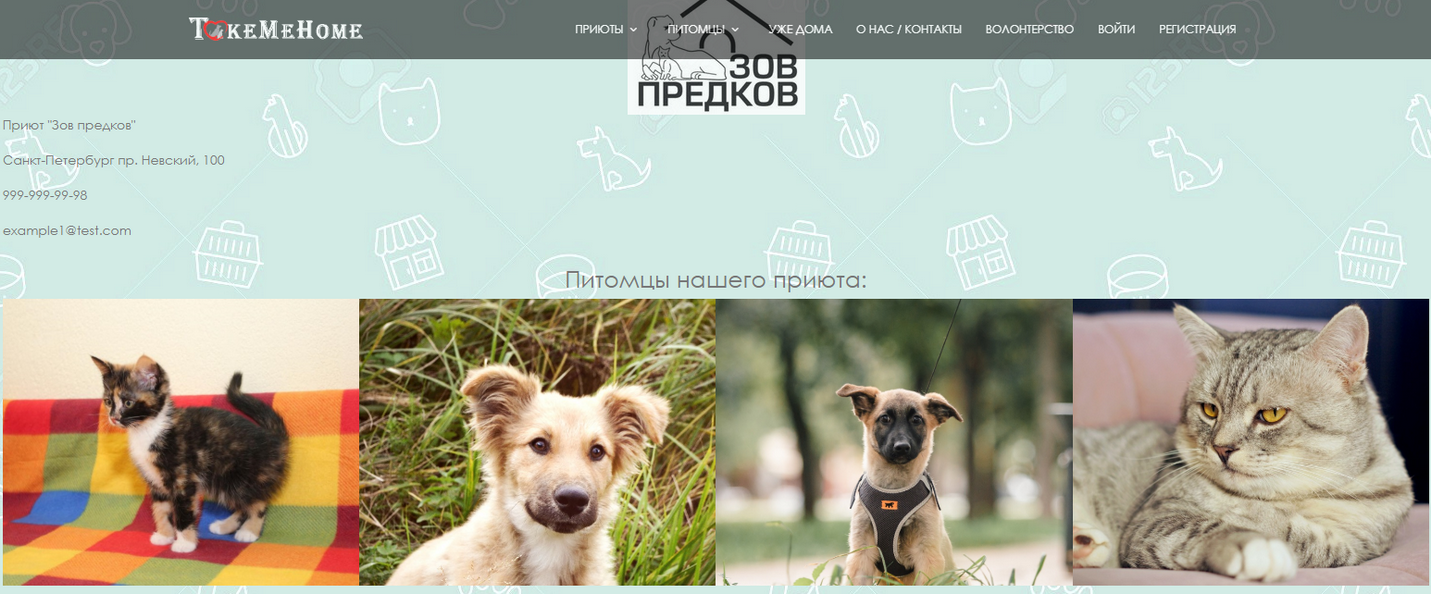 TakeMeHome
ПРИЮТЫ ПИТОМЦЫ УЖЕ ДОМА О НАС / КОНТАКТЫ ВОЛОНТЕРСТВО ВОЙТИ РЕГИСТРАЦИЯ
ЗОВ
ПРЕДКОВ
Приют "Зов предков"
Санкт-Петербург пр. Невский, 100
999-999-99-98
example1@test.com
Питомцы нашего приюта: